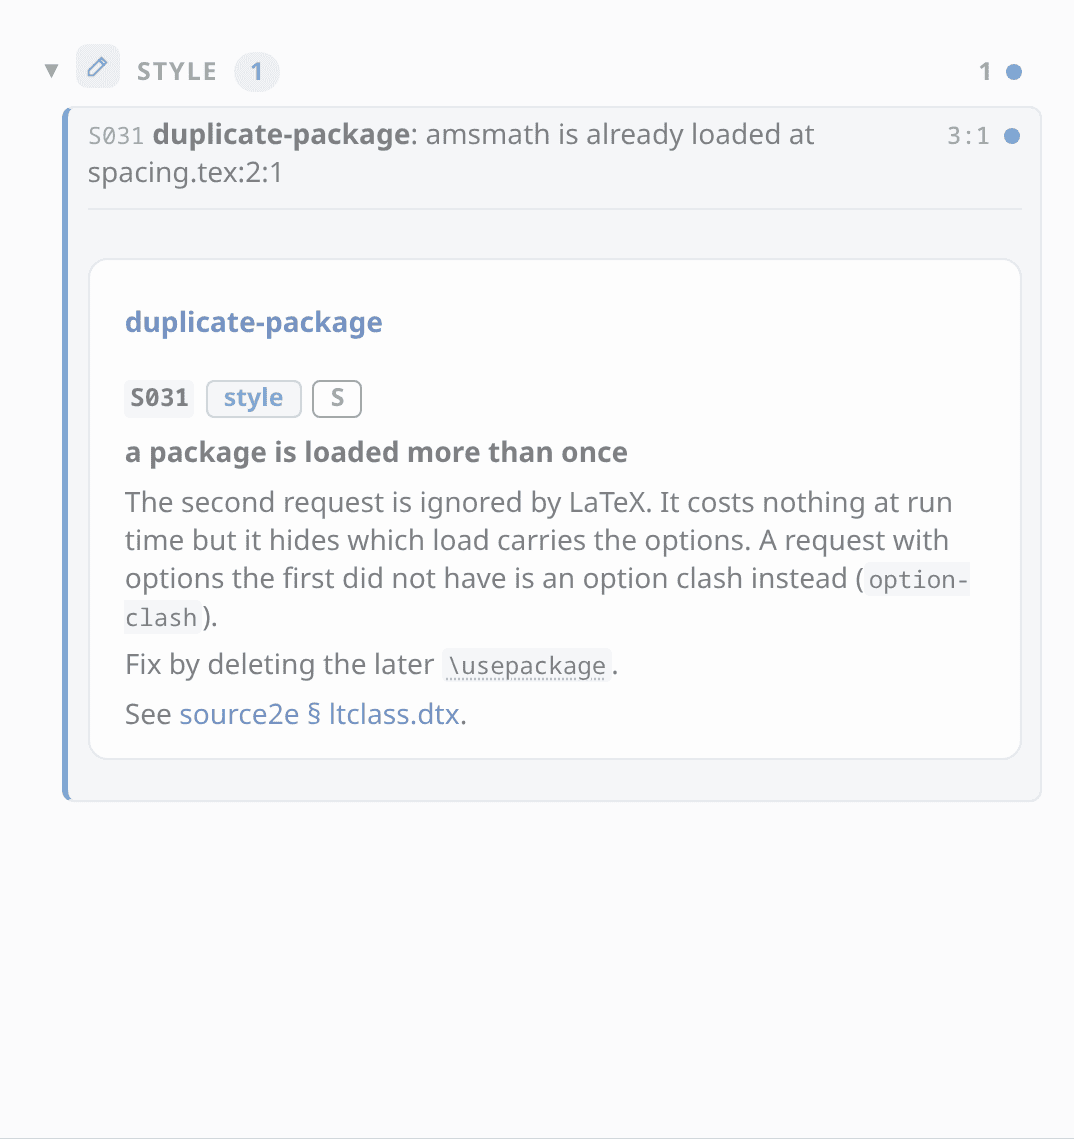 ▼ STYLE 1 1
S031 duplicate-package: amsmath is already loaded at 3:1
spacing.tex:2:1
duplicate-package
S031 style S
a package is loaded more than once
The second request is ignored by LaTeX. It costs nothing at run
time but it hides which load carries the options. A request with
options the first did not have is an option clash instead (option-
clash).
Fix by deleting the later \usepackage.
See source2e § ltclass.dtx.